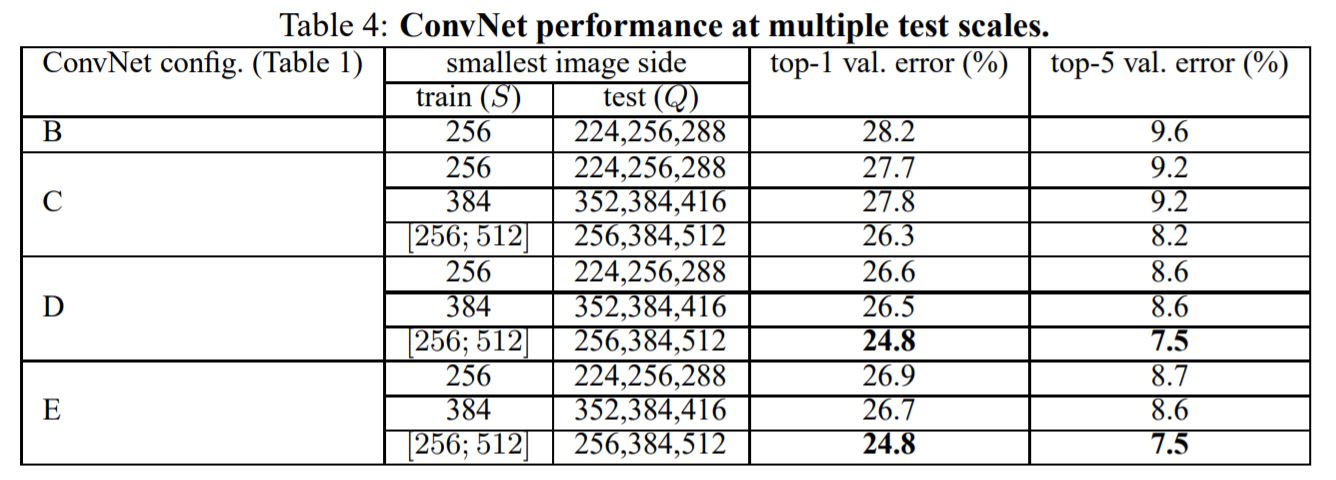 Table 4: ConvNet performance at multiple test scales.
ConvNet config. (Table 1) smallest image side top-1 val. error (%) top-5 val. error (%)
train (S) test (Q)
B 256 224,256,288 28.2 9.6
256 224,256,288 27.7 9.2
C 384 352,384,416 27.8 9.2
[256; 512] 256,384,512 26.3 8.2
256 224,256,288 26.6 8.6
D 384 352,384,416 26.5 8.6
[256; 512] 256,384,512 24.8 7.5
256 224,256,288 26.9 8.7
E 384 352,384,416 26.7 8.6
[256; 512] 256,384,512 24.8 7.5